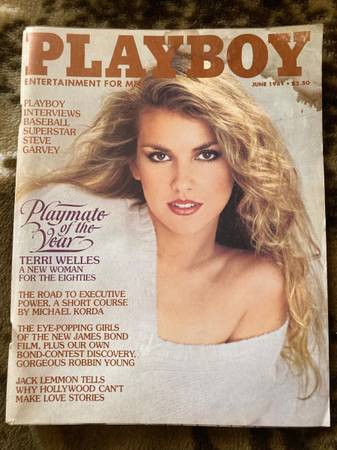 PLAYBOY
ENTERTAINMENT FOR ME
JUNE 1981 • $2.50
PLAYBOY
INTERVIEWS
BASEBALL
SUPERSTAR
STEVE
GARVEY
Playmate
of the
Year
TERRI WELLES
A NEW WOMAN
FOR THE EIGHTIES
THE ROAD TO EXECUTIVE
POWER, A SHORT COURSE
BY MICHAEL KORDA
THE EYE-POPPING GIRLS
OF THE NEW JAMES BOND
FILM, PLUS OUR OWN
BOND-CONTEST DISCOVERY,
GORGEOUS ROBBIN YOUNG
JACK LEMMON TELLS
WHY HOLLYWOOD CAN'T
MAKE LOVE STORIES